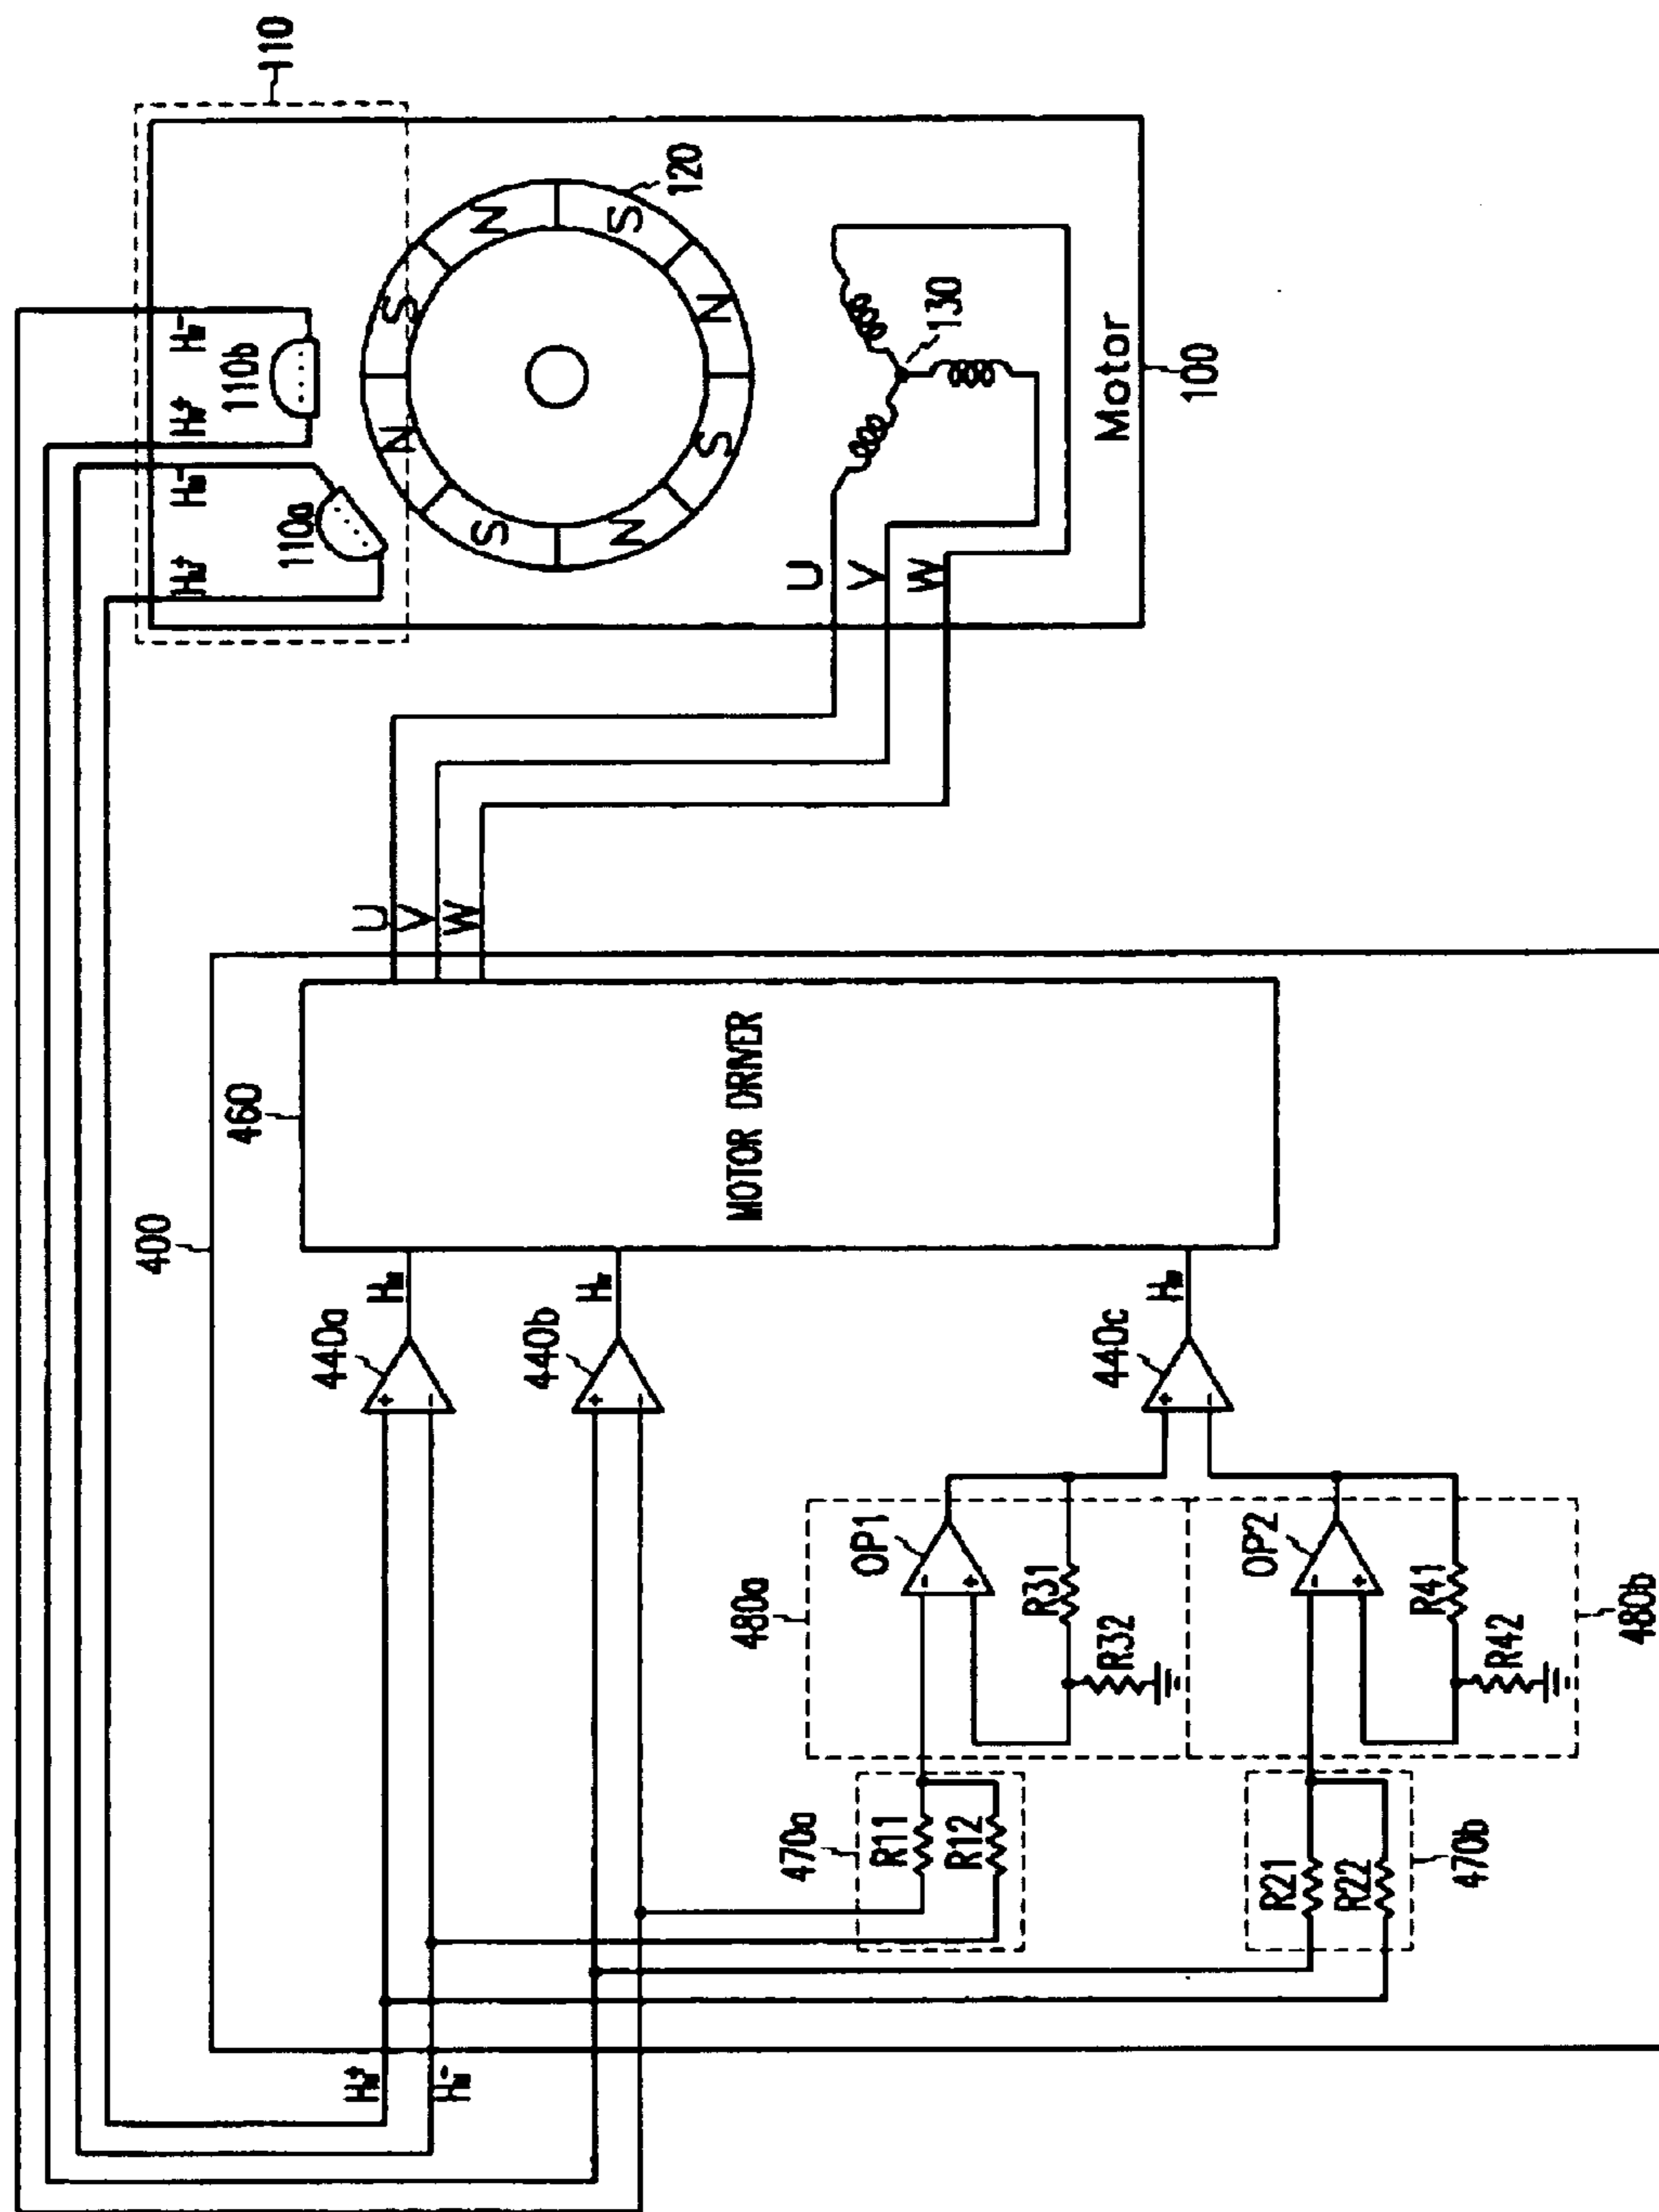 400
460
MOTOR DRIVER
440a
+
−
440b
+
−
440c
+
−
480a
OP1
−
+
R31
R32
OP2
−
+
R41
R42
480b
470a
R11
R12
R21
R22
470b
U
V
W
U
V
W
110
110a
110b
120
N
S
N
S
N
S
N
S
130
Motor
100